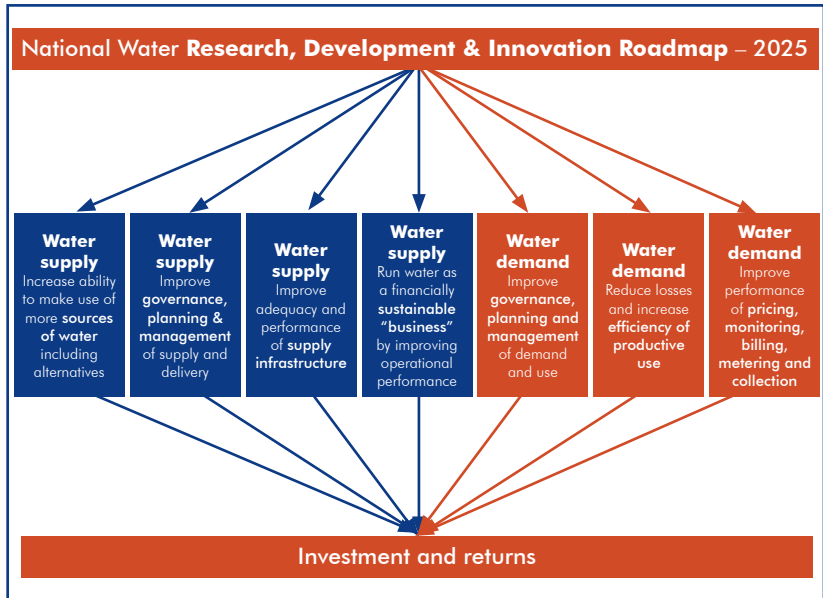 National Water Research, Development & Innovation Roadmap – 2025
Water
supply
Increase ability
to make use of
more sources
of water
including
alternatives
Water
supply
Improve
governance,
planning &
management
of supply and
delivery
Water
supply
Improve
adequacy and
performance
of supply
infrastructure
Water
supply
Run water as
a financially
sustainable
“business”
by improving
operational
performance
Water
demand
Improve
governance,
planning and
management
of demand
and use
Water
demand
Reduce losses
and increase
efficiency of
productive
use
Water
demand
Improve
performance
of pricing,
monitoring,
billing,
metering and
collection
Investment and returns